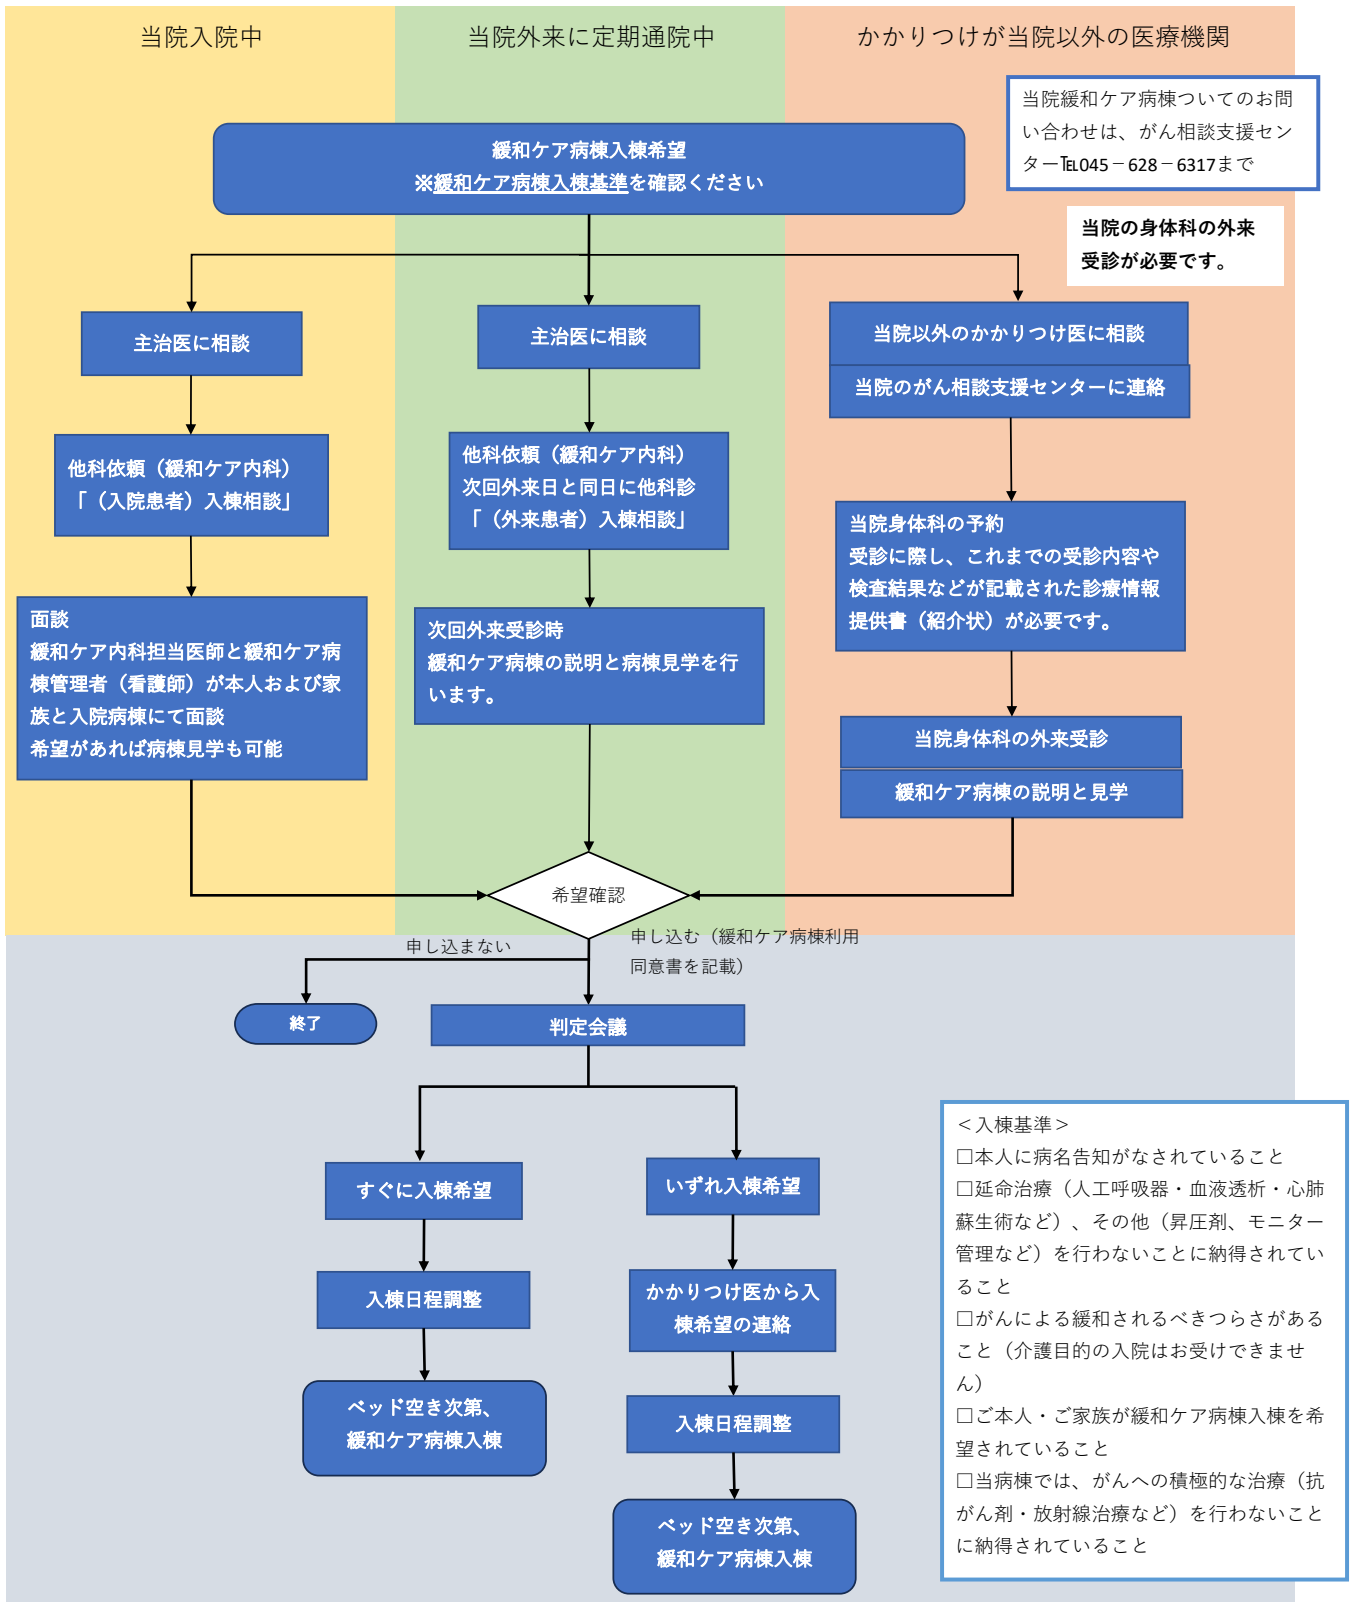 当院入院中
当院外来に定期通院中
かかりつけが当院以外の医療機関
当院緩和ケア病棟ついてのお問
い合わせは、がん相談支援セン
ター℡045－628－6317まで
緩和ケア病棟入棟希望
※緩和ケア病棟入棟基準を確認ください
当院の身体科の外来
受診が必要です。
主治医に相談
他科依頼（緩和ケア内科）
「（入院患者）入棟相談」
面談
緩和ケア内科担当医師と緩和ケア病
棟管理者（看護師）が本人および家
族と入院病棟にて面談
希望があれば病棟見学も可能
主治医に相談
他科依頼（緩和ケア内科）
次回外来日と同日に他科診
「（外来患者）入棟相談」
次回外来受診時
緩和ケア病棟の説明と病棟見学を行
います。
当院以外のかかりつけ医に相談
当院のがん相談支援センターに連絡
当院身体科の予約
受診に際し、これまでの受診内容や
検査結果などが記載された診療情報
提供書（紹介状）が必要です。
当院身体科の外来受診
緩和ケア病棟の説明と見学
希望確認
申し込まない
申し込む（緩和ケア病棟利用
同意書を記載）
終了
判定会議
すぐに入棟希望
入棟日程調整
ベッド空き次第、
緩和ケア病棟入棟
いずれ入棟希望
かかりつけ医から入
棟希望の連絡
入棟日程調整
ベッド空き次第、
緩和ケア病棟入棟
＜入棟基準＞
□本人に病名告知がなされていること
□延命治療（人工呼吸器・血液透析・心肺
蘇生術など）、その他（昇圧剤、モニター
管理など）を行わないことに納得されてい
ること
□がんによる緩和されるべきつらさがある
こと（介護目的の入院はお受けできませ
ん）
□ご本人・ご家族が緩和ケア病棟入棟を希
望されていること
□当病棟では、がんへの積極的な治療（抗
がん剤・放射線治療など）を行わないこと
に納得されていること